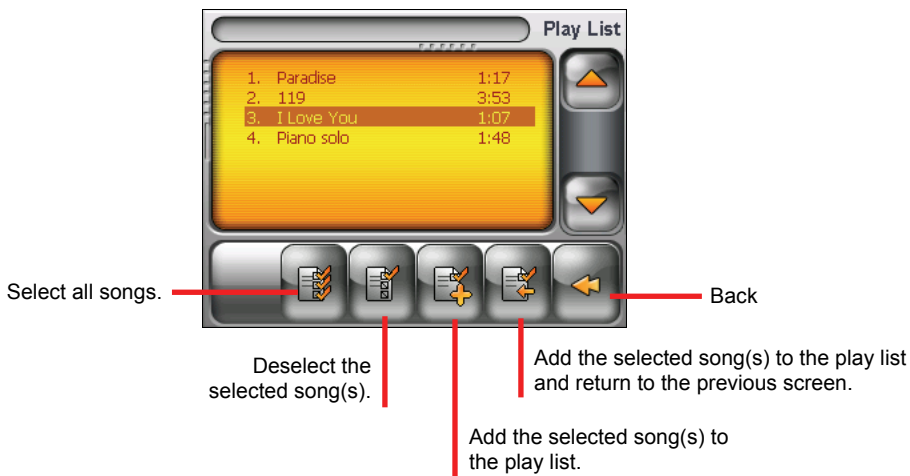 Play List
1. Paradise 1:17
2. 119 3:53
3. I Love You 1:07
4. Piano solo 1:48
Select all songs.
Back
Deselect the
selected song(s).
Add the selected song(s) to the play list
and return to the previous screen.
Add the selected song(s) to
the play list.